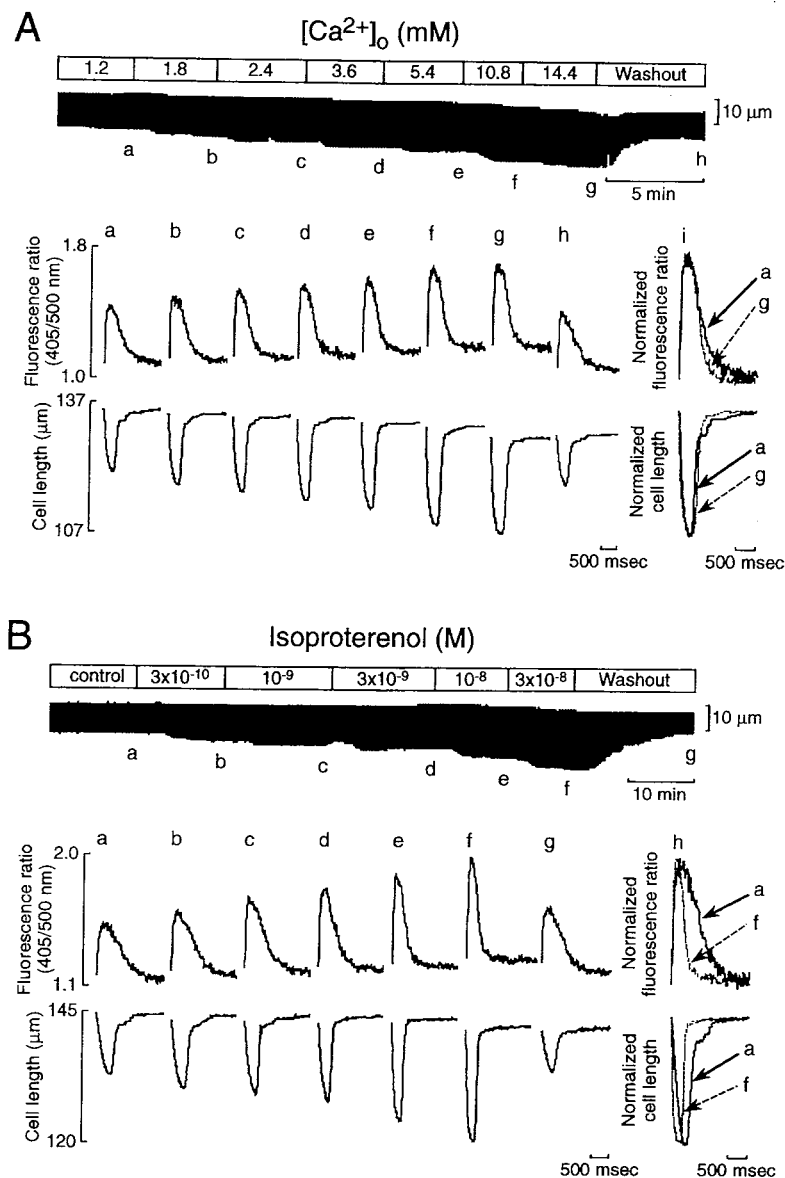 A
[Ca²⁺]ₒ (mM)
1.2 1.8 2.4 3.6 5.4 10.8 14.4 Washout
10 µm
a b c d e f g h
5 min
a b c d e f g h i
Fluorescence ratio
(405/500 nm)
1.8
1.0
Normalized
fluorescence ratio
a
g
Cell length (µm)
137
107
Normalized
cell length
a
g
500 msec 500 msec
B
Isoproterenol (M)
control 3x10⁻¹⁰ 10⁻⁹ 3x10⁻⁹ 10⁻⁸ 3x10⁻⁸ Washout
10 µm
a b c d e f g
10 min
a b c d e f g h
Fluorescence ratio
(405/500 nm)
2.0
1.1
Normalized
fluorescence ratio
a
f
Cell length (µm)
145
120
Normalized
cell length
a
f
500 msec 500 msec